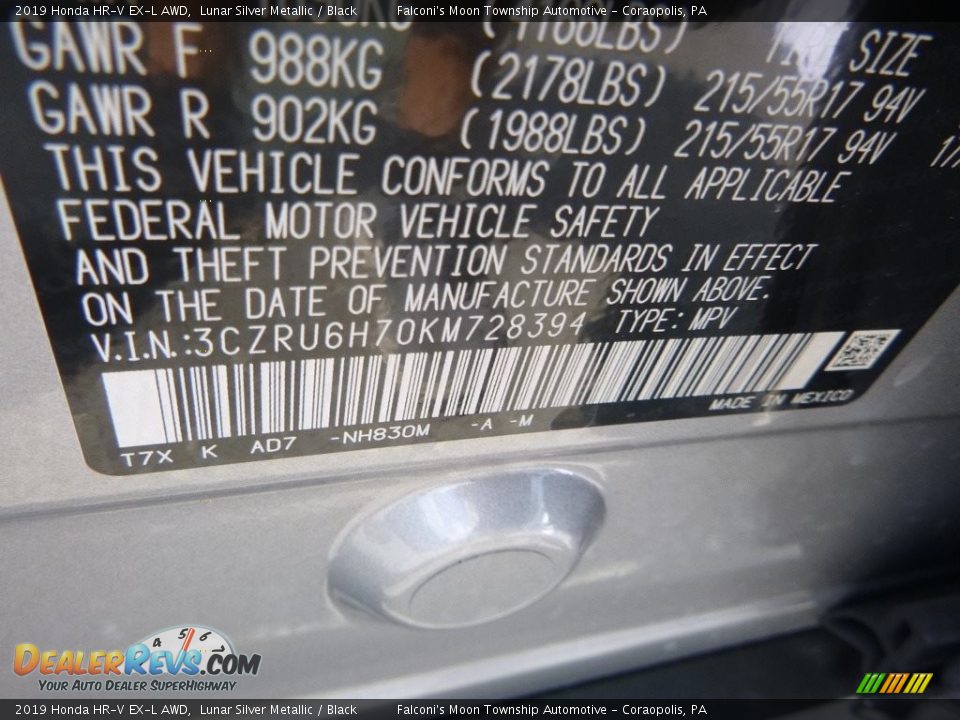 2019 Honda HR-V EX-L AWD,  Lunar Silver Metallic / Black  Falconi's Moon Township Automotive - Coraopolis, PA
SIZE
GAWR F 988KG (2178LBS) 215/55R17 94V
GAWR R 902KG (1988LBS) 215/55R17 94V
THIS VEHICLE CONFORMS TO ALL APPLICABLE
FEDERAL MOTOR VEHICLE SAFETY
AND THEFT PREVENTION STANDARDS IN EFFECT
ON THE DATE OF MANUFACTURE SHOWN ABOVE.
V.I.N.:3CZRU6H70KM728394 TYPE: MPV
MADE IN MEXICO
T7X K AD7 -NH830M -A -M
4 5 6
DEALERREVS.COM
YOUR AUTO DEALER SUPERHIGHWAY
2019 Honda HR-V EX-L AWD,  Lunar Silver Metallic / Black  Falconi's Moon Township Automotive - Coraopolis, PA